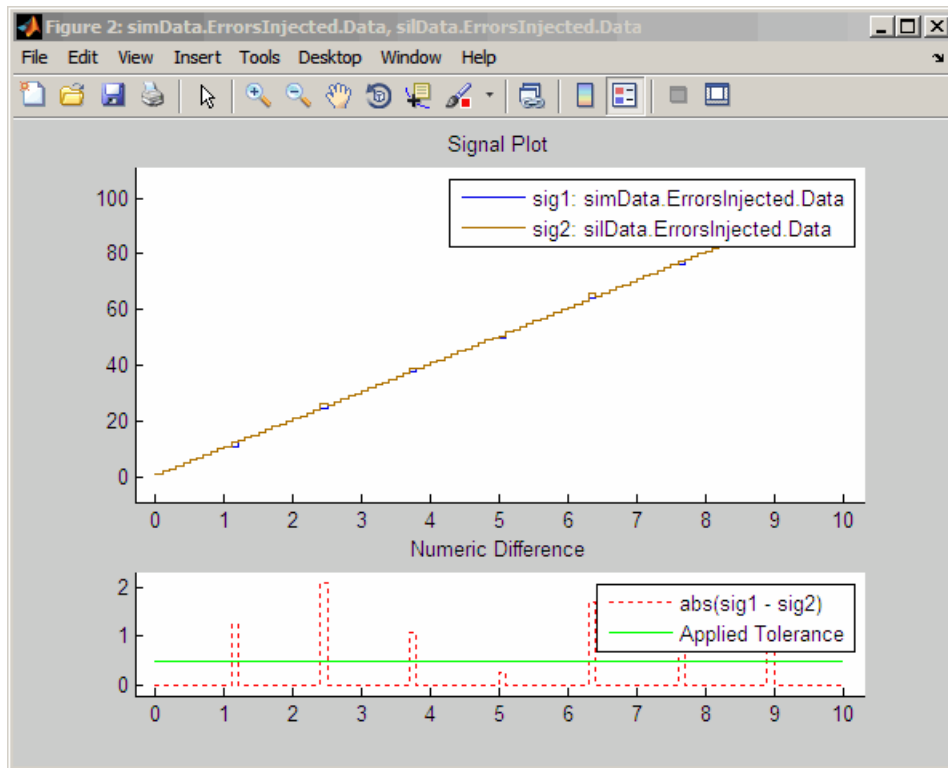 Figure 2: simData.ErrorsInjected.Data, silData.ErrorsInjected.Data
File Edit View Insert Tools Desktop Window Help
Signal Plot
sig1: simData.ErrorsInjected.Data
sig2: silData.ErrorsInjected.Data
100
80
60
40
20
0
0 1 2 3 4 5 6 7 8 9 10
Numeric Difference
abs(sig1 - sig2)
Applied Tolerance
2
1
0
0 1 2 3 4 5 6 7 8 9 10